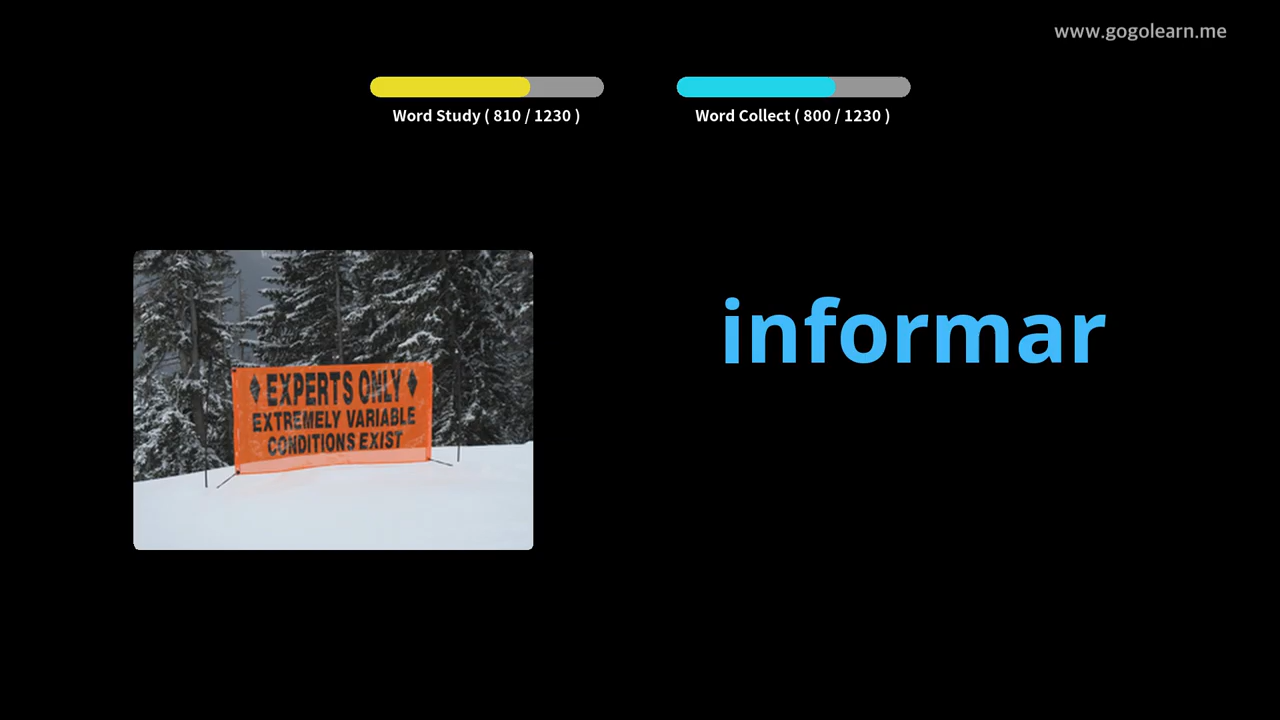 www.gogolearn.me
Word Study ( 810 / 1230 )
Word Collect ( 800 / 1230 )
EXPERTS ONLY
EXTREMELY VARIABLE
CONDITIONS EXIST
informar